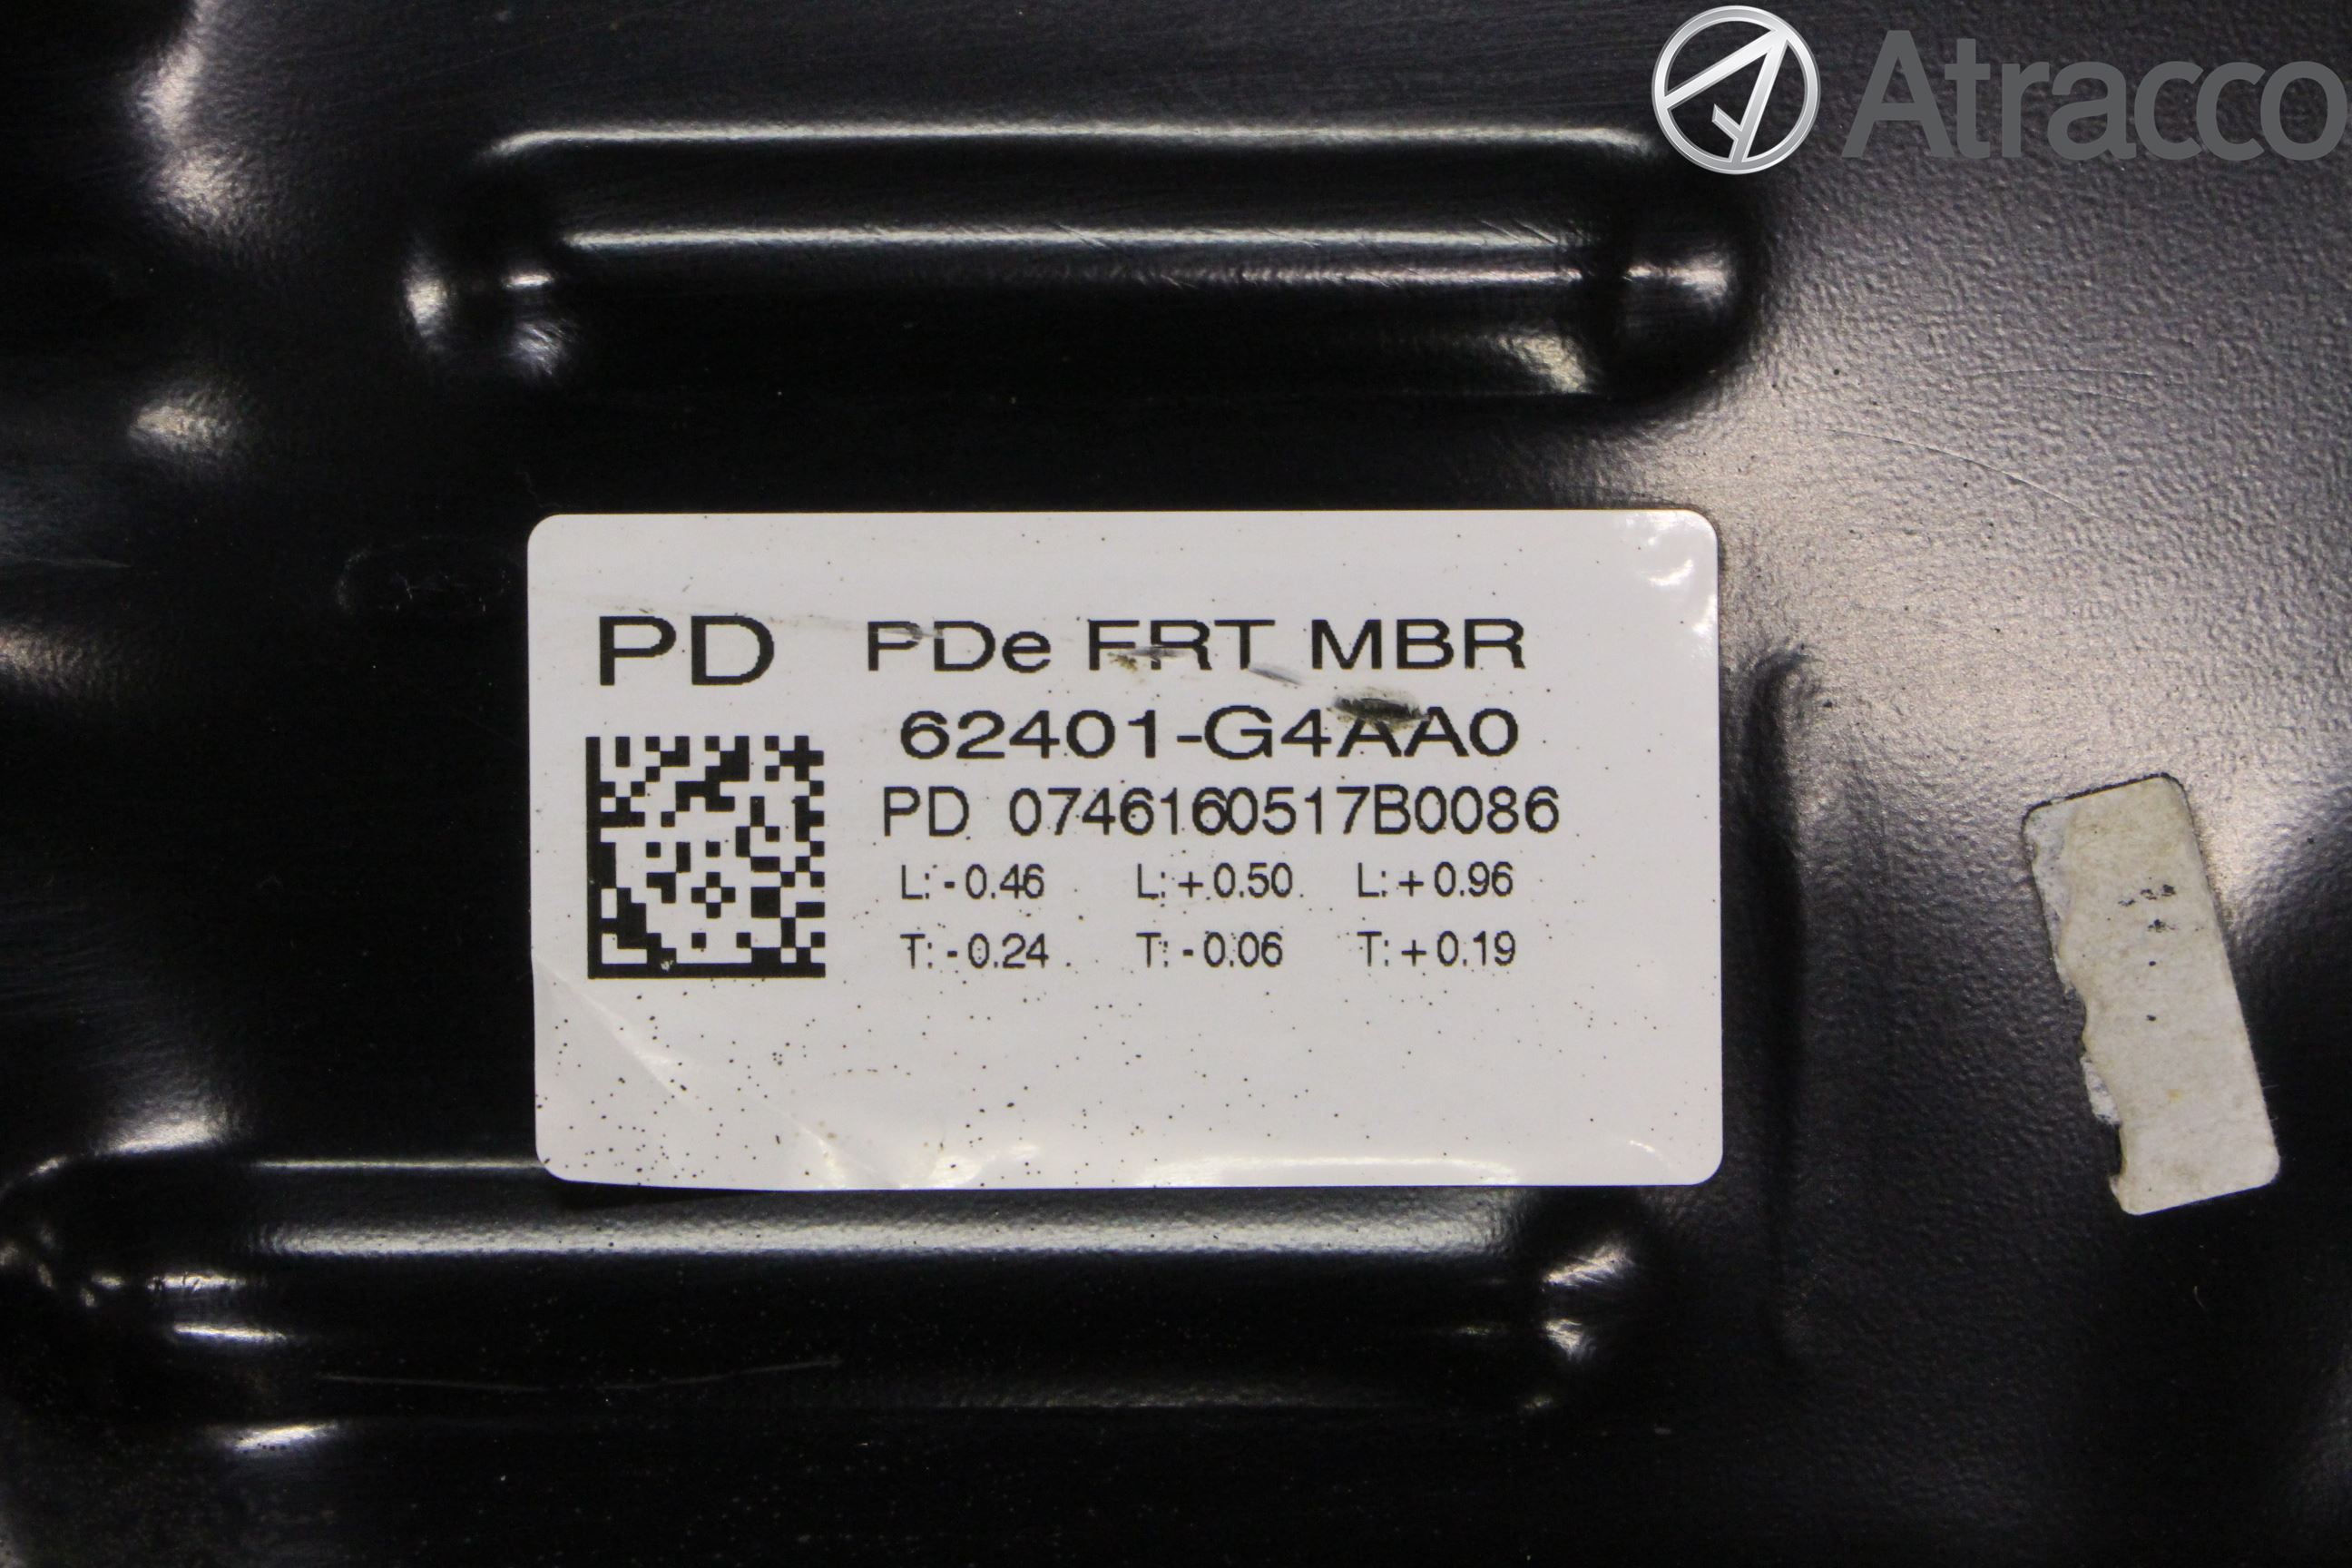 Atracco
PD PDe FRT MBR
62401-G4AA0
PD 0746160517B0086
L: - 0.46 L: + 0.50 L: + 0.96
T: - 0.24 T: - 0.06 T: + 0.19